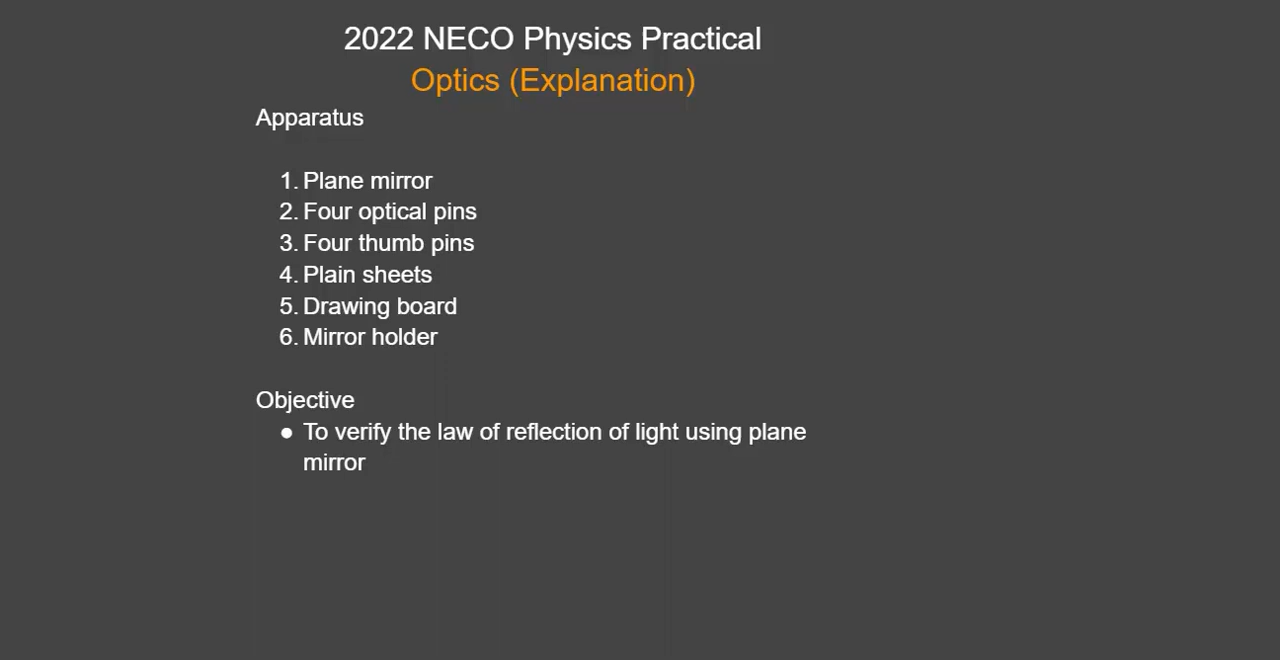 2022 NECO Physics Practical
Optics (Explanation)
Apparatus
1. Plane mirror
2. Four optical pins
3. Four thumb pins
4. Plain sheets
5. Drawing board
6. Mirror holder
Objective
● To verify the law of reflection of light using plane
mirror